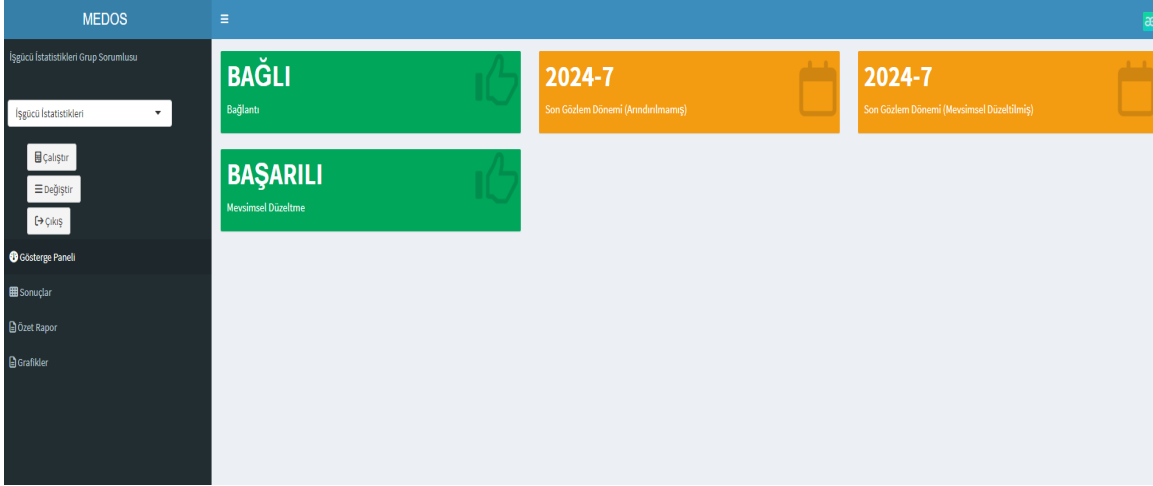 MEDOS
İşgücü İstatistikleri Grup Sorumlusu
İşgücü İstatistikleri
Çalıştır
Değiştir
Çıkış
Gösterge Paneli
Sonuçlar
Özet Rapor
Grafikler
BAĞLI
Bağlantı
2024-7
Son Gözlem Dönemi (Arındırılmamış)
2024-7
Son Gözlem Dönemi (Mevsimsel Düzeltilmiş)
BAŞARILI
Mevsimsel Düzeltme
æ